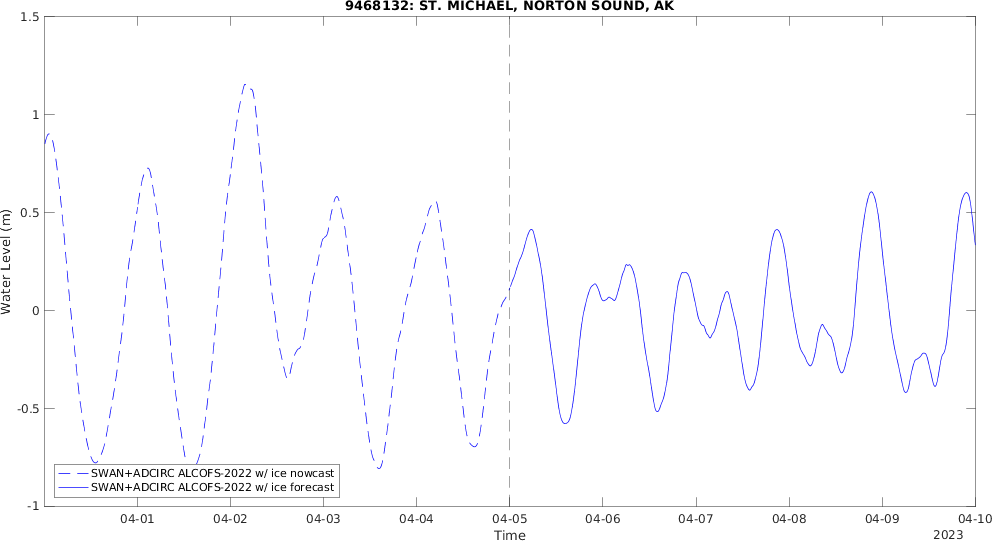 9468132: ST. MICHAEL, NORTON SOUND, AK
1.5
1
0.5
0
-0.5
-1
Water Level (m)
SWAN+ADCIRC ALCOFS-2022 w/ ice nowcast
SWAN+ADCIRC ALCOFS-2022 w/ ice forecast
04-01 04-02 04-03 04-04 04-05 04-06 04-07 04-08 04-09 04-10
Time
2023